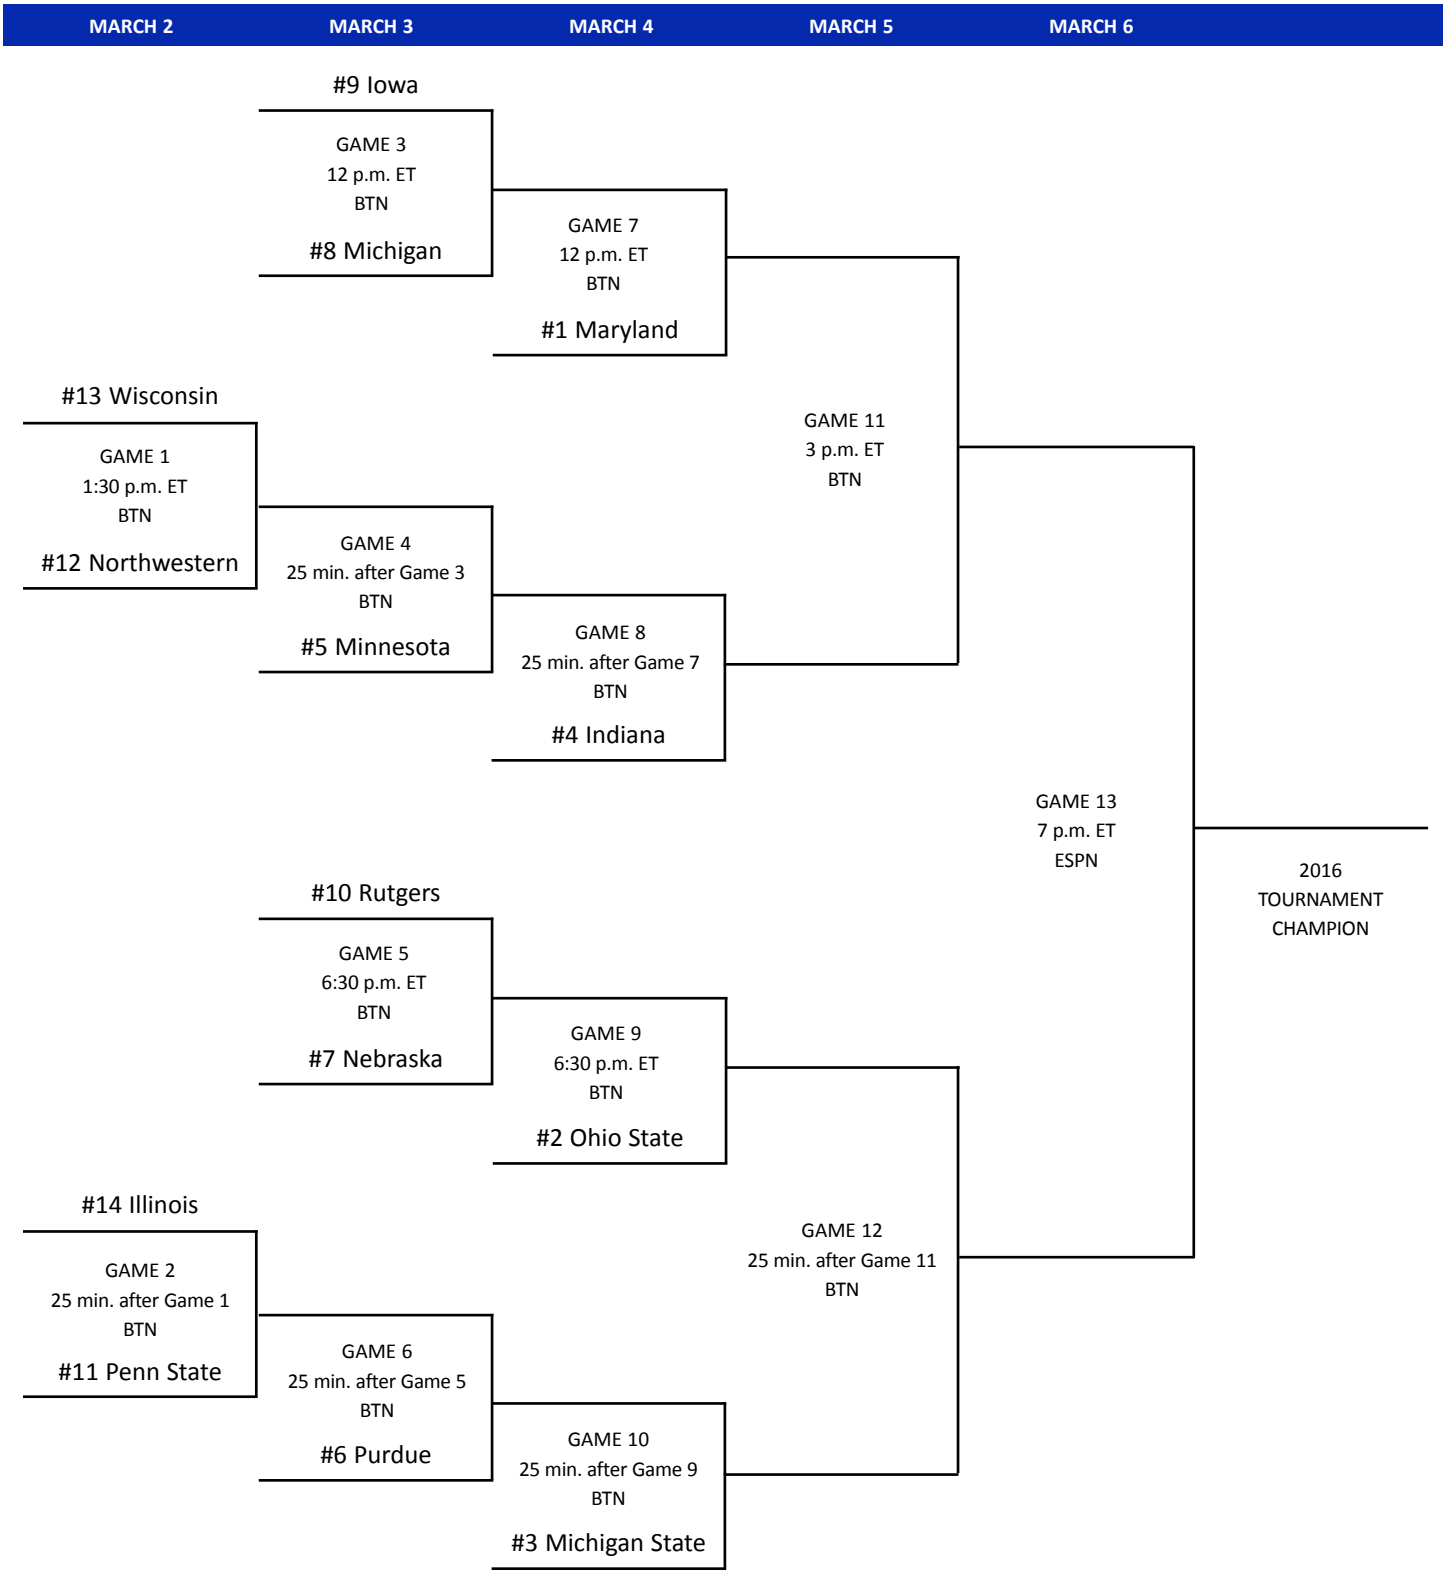 MARCH 2
MARCH 3
MARCH 4
MARCH 5
MARCH 6
#9 Iowa
GAME 3
12 p.m. ET
BTN
#8 Michigan
GAME 7
12 p.m. ET
BTN
#1 Maryland
#13 Wisconsin
GAME 1
1:30 p.m. ET
BTN
#12 Northwestern
GAME 4
25 min. after Game 3
BTN
#5 Minnesota
GAME 8
25 min. after Game 7
BTN
#4 Indiana
GAME 11
3 p.m. ET
BTN
GAME 13
7 p.m. ET
ESPN
2016
TOURNAMENT
CHAMPION
#10 Rutgers
GAME 5
6:30 p.m. ET
BTN
#7 Nebraska
GAME 9
6:30 p.m. ET
BTN
#2 Ohio State
#14 Illinois
GAME 2
25 min. after Game 1
BTN
#11 Penn State
GAME 6
25 min. after Game 5
BTN
#6 Purdue
GAME 10
25 min. after Game 9
BTN
#3 Michigan State
GAME 12
25 min. after Game 11
BTN